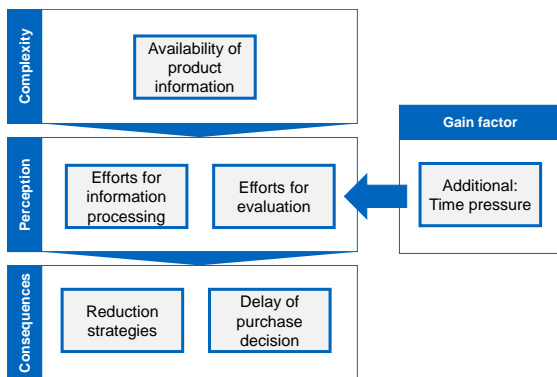 Complexity
Availability of
product
information
Gain factor
Additional:
Time pressure
Perception
Efforts for
information
processing
Efforts for
evaluation
Consequences
Reduction
strategies
Delay of
purchase
decision